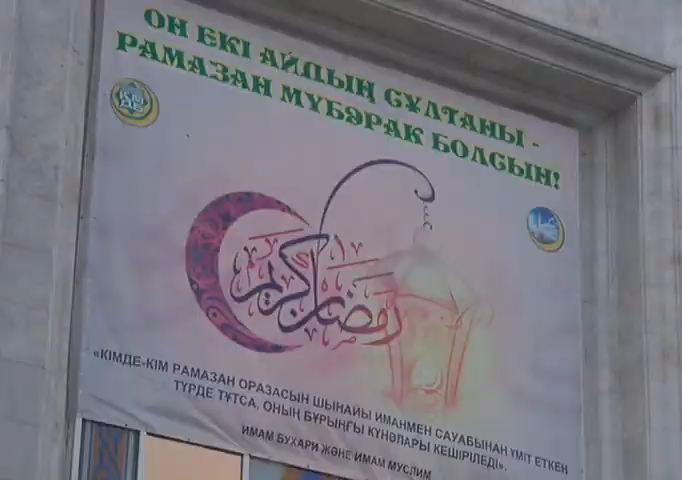 ОН ЕКІ АЙДЫҢ СҰЛТАНЫ -
РАМАЗАН МҮБӘРАК БОЛСЫН!
رمضان كريم
«КІМДЕ-КІМ РАМАЗАН ОРАЗАСЫН ШЫНАЙЫ ИМАНМЕН САУАБЫНАН ҮМІТ ЕТКЕН
ТҮРДЕ ТҰТСА, ОНЫҢ БҰРЫНҒЫ КҮНӘЛАРЫ КЕШІРІЛЕДІ».
ИМАМ БУХАРИ ЖӘНЕ ИМАМ МУСЛИМ